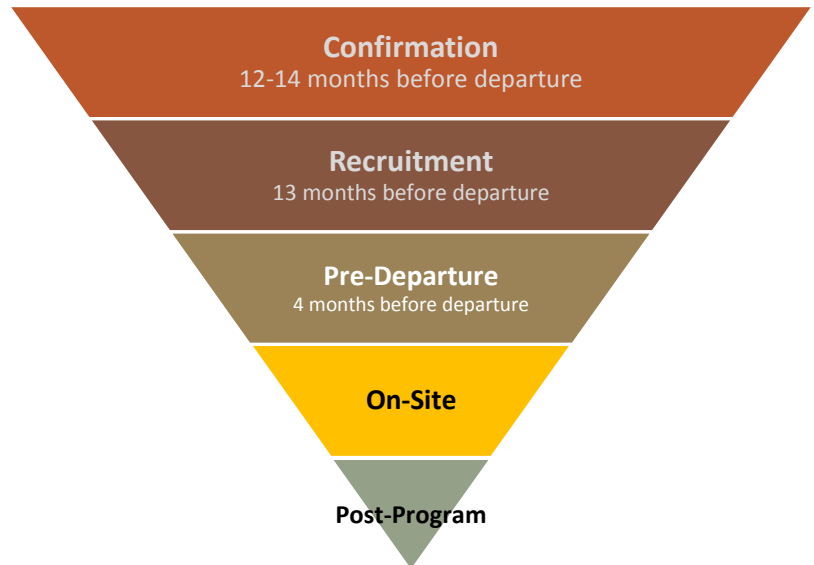 Confirmation
12-14 months before departure
Recruitment
13 months before departure
Pre-Departure
4 months before departure
On-Site
Post-Program